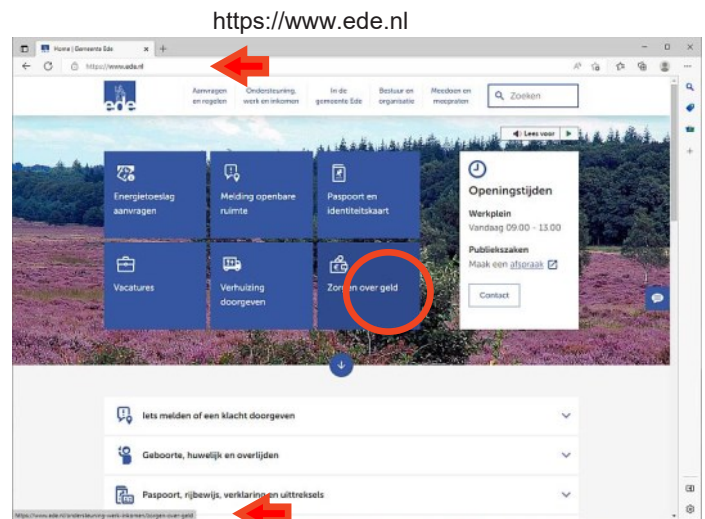 https://www.ede.nl
Home | Gemeente Ede
https://www.ede.nl
ede
Aanvragen
en regelen
Ondersteuning,
werk en inkomen
In de
gemeente Ede
Bestuur en
organisatie
Meedoen en
meepraten
Zoeken
Lees voor
Energietoeslag
aanvragen
Melding openbare
ruimte
Paspoort en
identiteitskaart
Openingstijden
Werkplein
Vandaag 09.00 - 13.00
Publiekszaken
Maak een afspraak
Contact
Vacatures
Verhuizing
doorgeven
Zorgen over geld
Iets melden of een klacht doorgeven
Geboorte, huwelijk en overlijden
Paspoort, rijbewijs, verklaring en uittreksels
https://www.ede.nl/ondersteuning-werk-inkomen/zorgen-over-geld